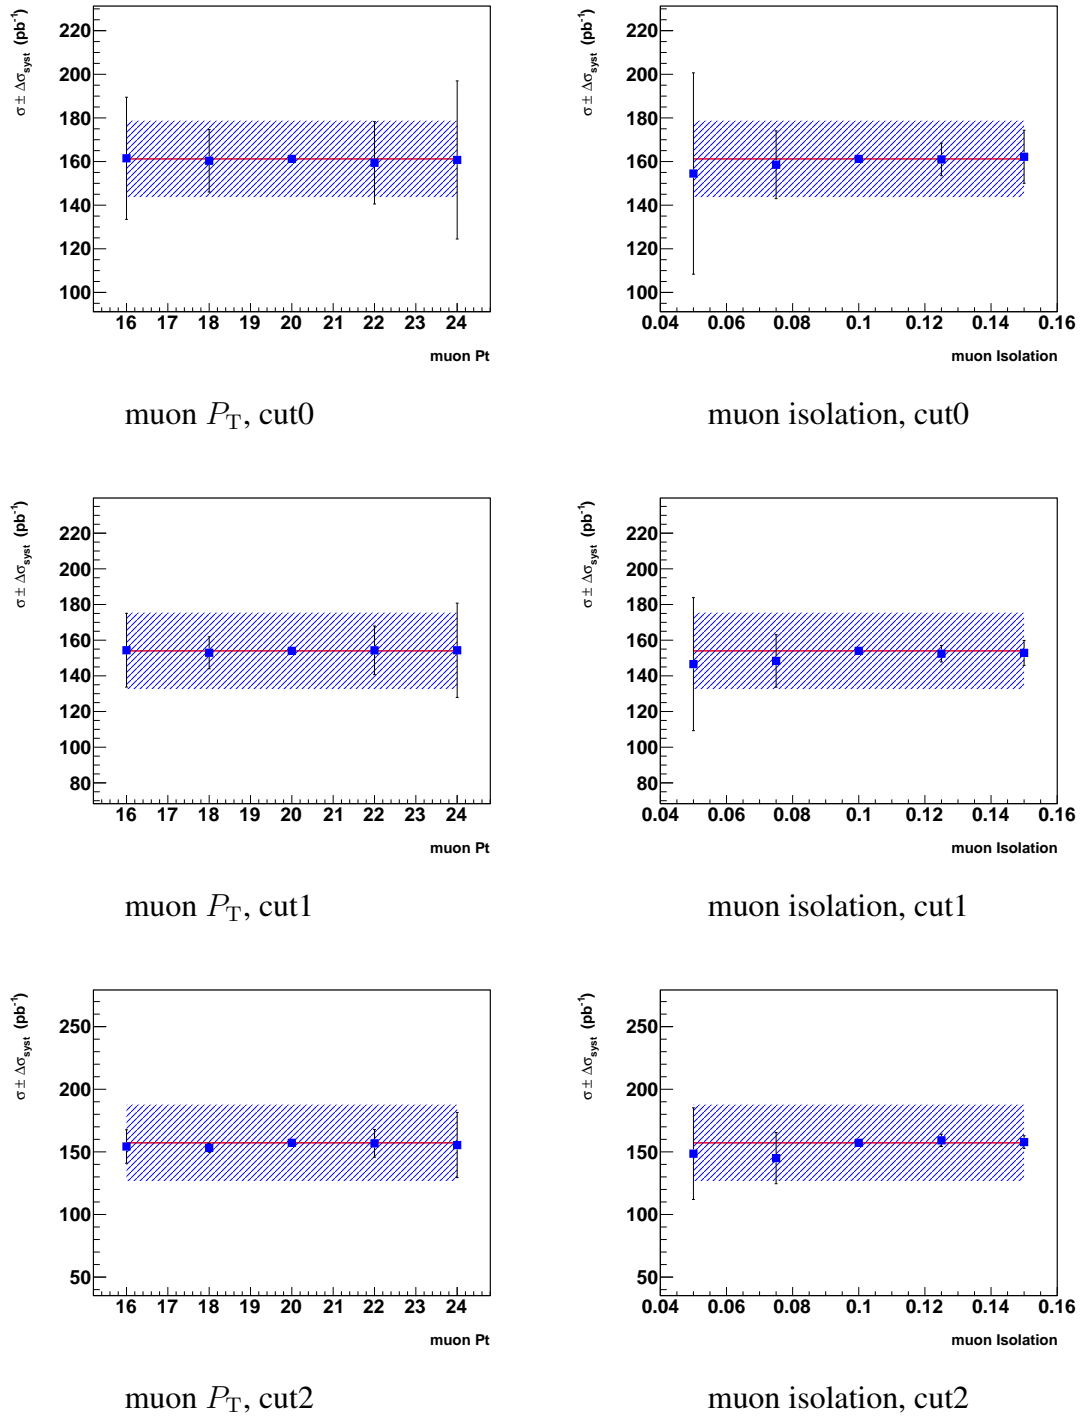 σ ± Δσsyst (pb⁻¹)
220
200
180
160
140
120
100
16 17 18 19 20 21 22 23 24
muon Pt
muon PT, cut0
σ ± Δσsyst (pb⁻¹)
220
200
180
160
140
120
100
0.04 0.06 0.08 0.1 0.12 0.14 0.16
muon Isolation
muon isolation, cut0
σ ± Δσsyst (pb⁻¹)
220
200
180
160
140
120
100
80
16 17 18 19 20 21 22 23 24
muon Pt
muon PT, cut1
σ ± Δσsyst (pb⁻¹)
220
200
180
160
140
120
100
80
0.04 0.06 0.08 0.1 0.12 0.14 0.16
muon Isolation
muon isolation, cut1
σ ± Δσsyst (pb⁻¹)
250
200
150
100
50
16 17 18 19 20 21 22 23 24
muon Pt
muon PT, cut2
σ ± Δσsyst (pb⁻¹)
250
200
150
100
50
0.04 0.06 0.08 0.1 0.12 0.14 0.16
muon Isolation
muon isolation, cut2